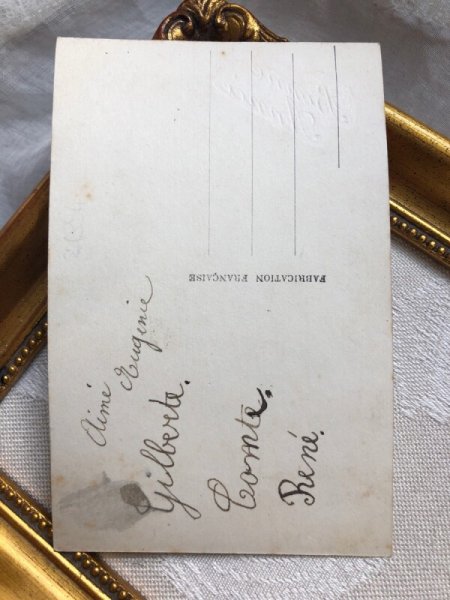 Aimé Eugénie
Gilberte.
Comte.
René.
FABRICATION FRANÇAISE